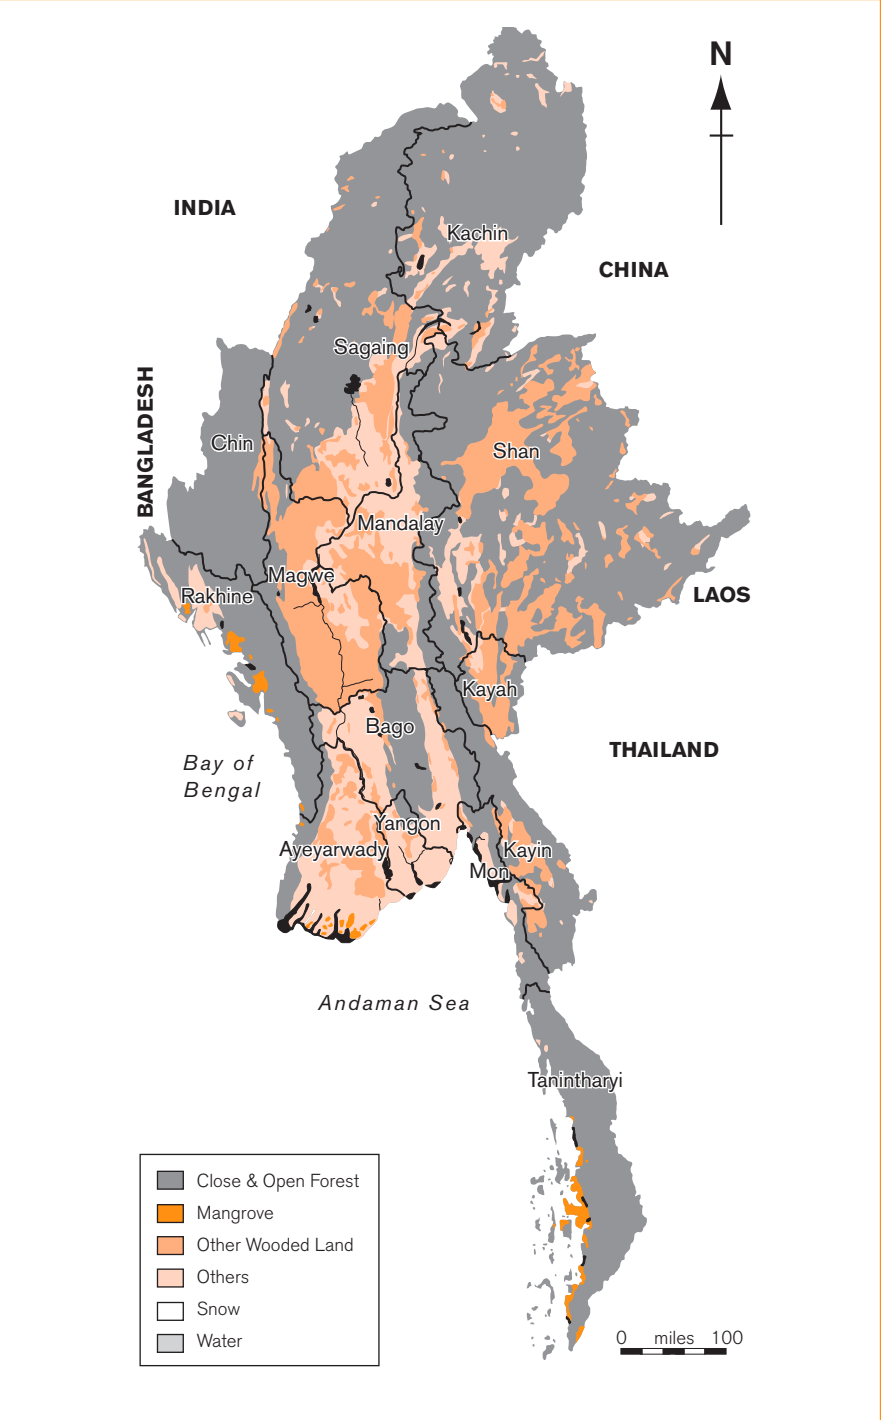 N
INDIA
Kachin
CHINA
Sagaing
BANGLADESH
Chin
Shan
Mandalay
Magwe
Rakhine
LAOS
Kayah
Bago
THAILAND
Bay of
Bengal
Yangon
Ayeyarwady
Kayin
Mon
Andaman Sea
Tanintharyi
Close & Open Forest
Mangrove
Other Wooded Land
Others
Snow
Water
0 miles 100